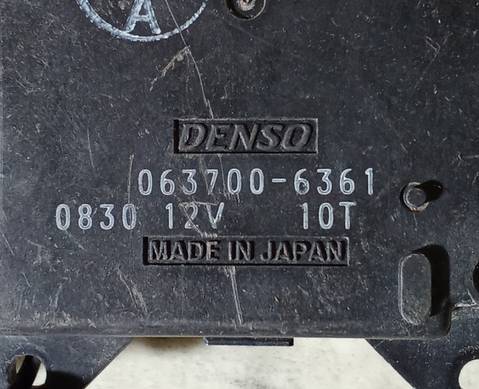 A
DENSO
063700-6361
0830 12V 10T
MADE IN JAPAN